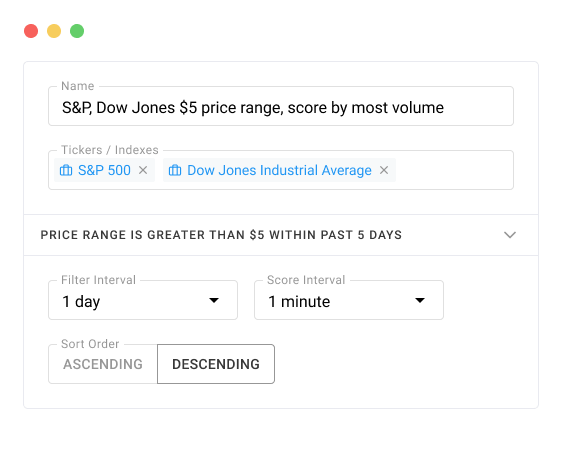 Name
S&P, Dow Jones $5 price range, score by most volume
Tickers / Indexes
S&P 500 × Dow Jones Industrial Average ×
PRICE RANGE IS GREATER THAN $5 WITHIN PAST 5 DAYS
Filter Interval Score Interval
1 day 1 minute
Sort Order
ASCENDING DESCENDING